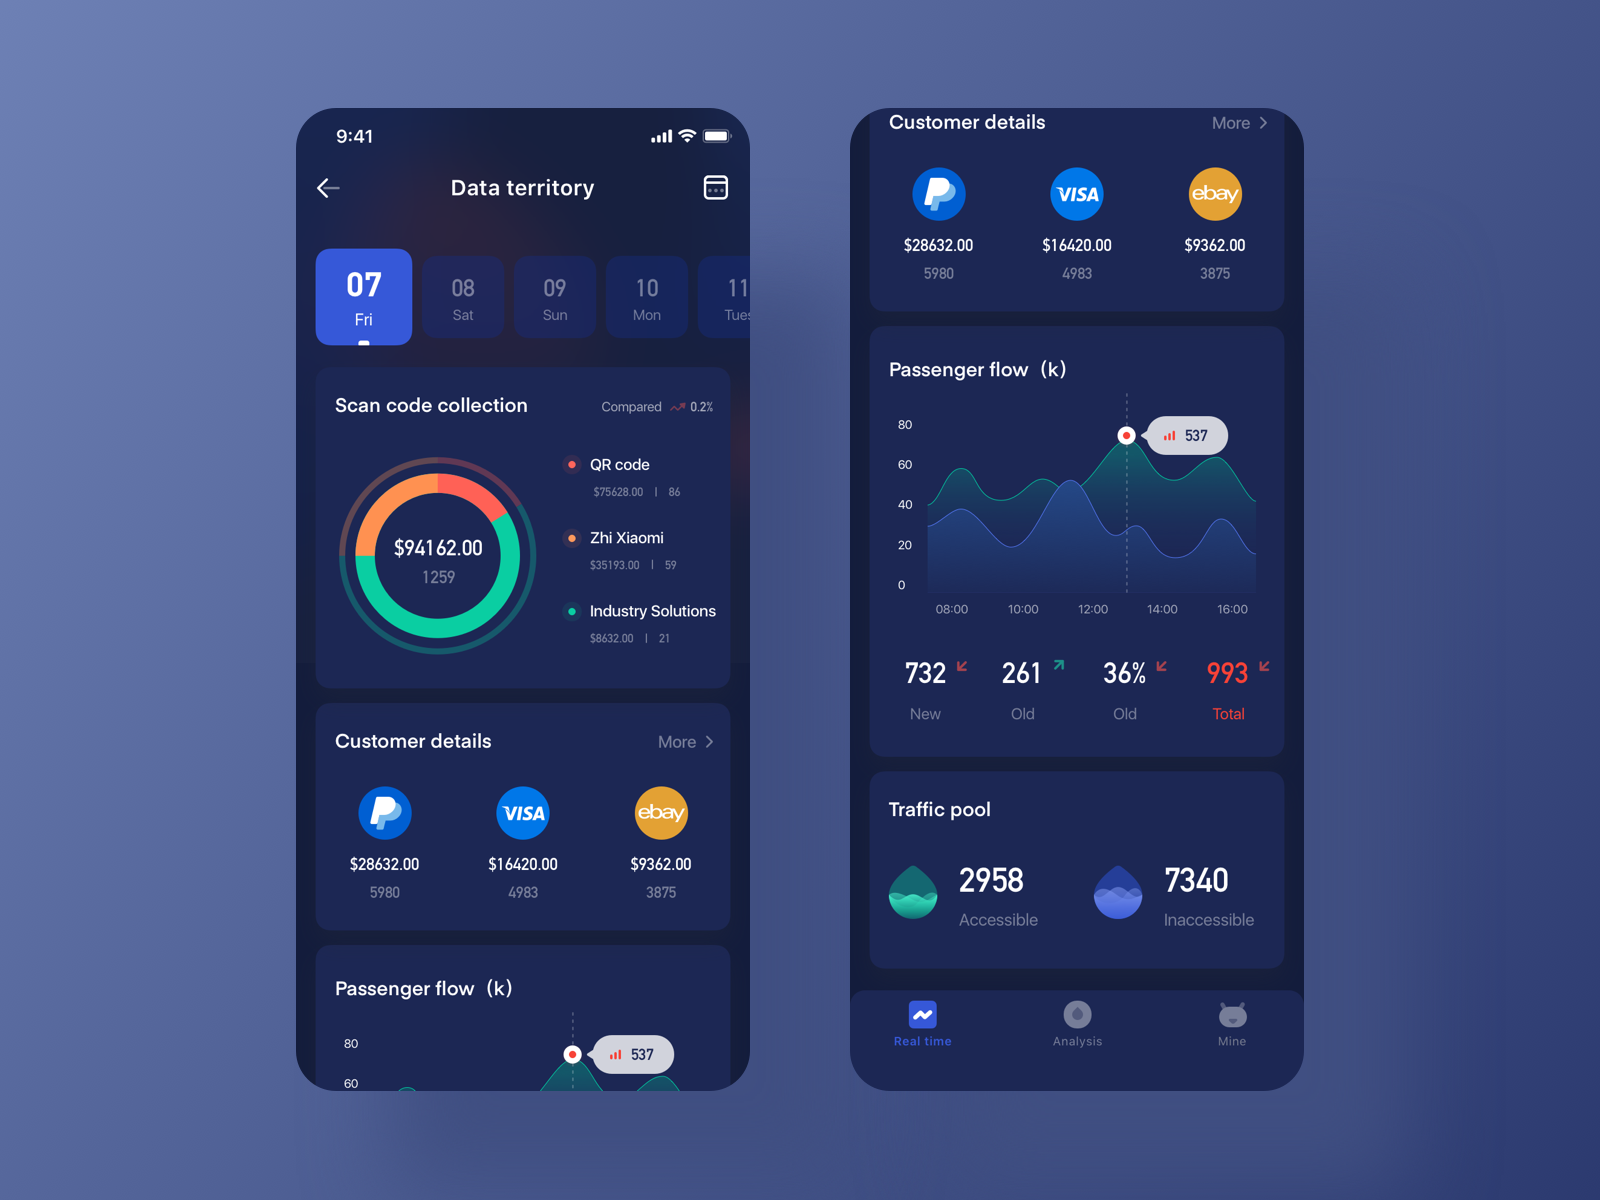 9:41
Data territory
07
Fri
08
Sat
09
Sun
10
Mon
11
Tues
Scan code collection
Compared 0.2%
$94162.00
1259
QR code
$75628.00 | 86
Zhi Xiaomi
$35193.00 | 59
Industry Solutions
$8632.00 | 21
Customer details
More
PayPal
VISA
ebay
$28632.00
$16420.00
$9362.00
5980
4983
3875
Passenger flow (k)
80
537
60
Customer details
More
VISA
ebay
$28632.00
$16420.00
$9362.00
5980
4983
3875
Passenger flow (k)
80
537
60
40
20
0
08:00
10:00
12:00
14:00
16:00
732
261
36%
993
New
Old
Old
Total
Traffic pool
2958
Accessible
7340
Inaccessible
Real time
Analysis
Mine